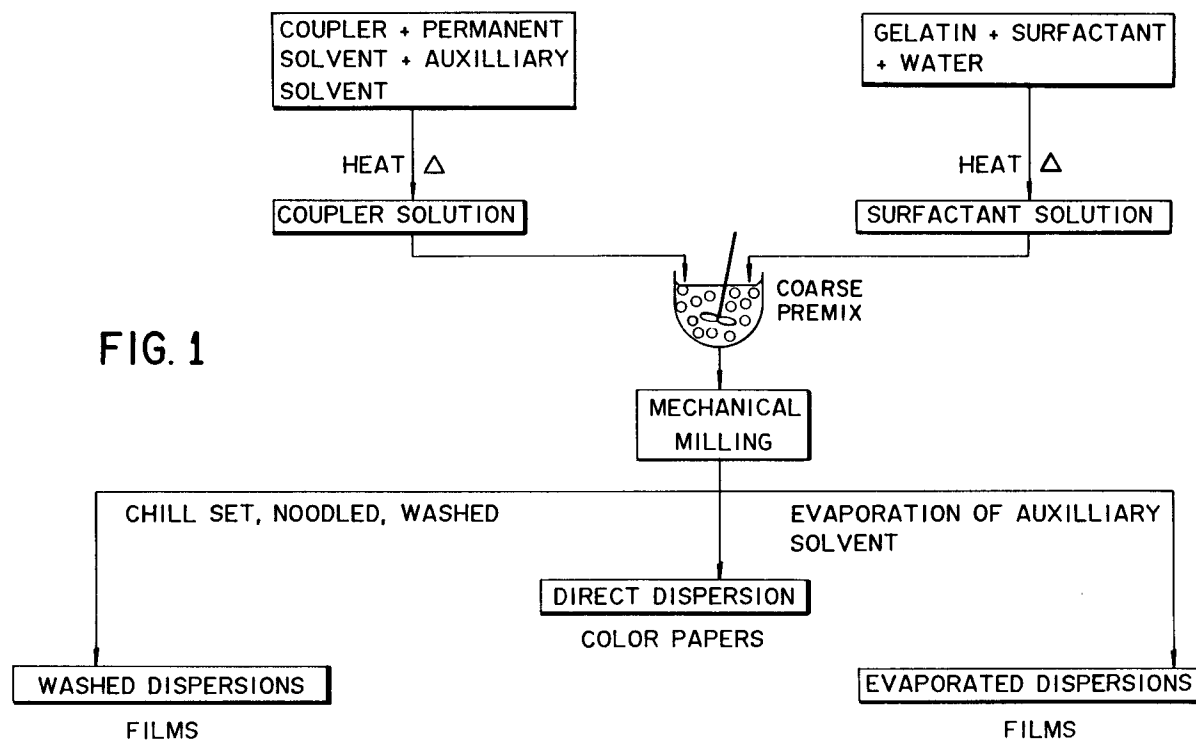 COUPLER + PERMANENT
SOLVENT + AUXILLIARY
SOLVENT
GELATIN + SURFACTANT
+ WATER
HEAT Δ
HEAT Δ
COUPLER SOLUTION
SURFACTANT SOLUTION
COARSE
PREMIX
FIG. 1
MECHANICAL
MILLING
CHILL SET, NOODLED, WASHED
EVAPORATION OF AUXILLIARY
SOLVENT
DIRECT DISPERSION
COLOR PAPERS
WASHED DISPERSIONS
EVAPORATED DISPERSIONS
FILMS
FILMS